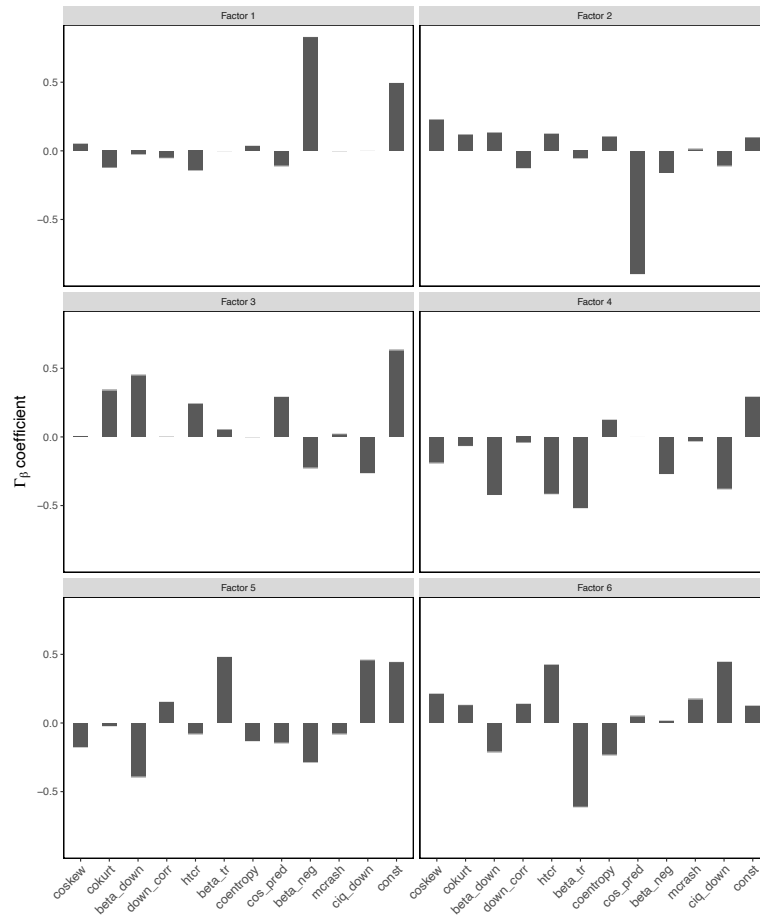 Factor 1
Factor 2
0.5
0.0
−0.5
Factor 3
Factor 4
0.5
0.0
−0.5
Γβ coefficient
Factor 5
Factor 6
0.5
0.0
−0.5
coskew
cokurt
beta_down
down_corr
htcr
beta_tr
coentropy
cos_pred
beta_neg
mcrash
ciq_down
const
coskew
cokurt
beta_down
down_corr
htcr
beta_tr
coentropy
cos_pred
beta_neg
mcrash
ciq_down
const